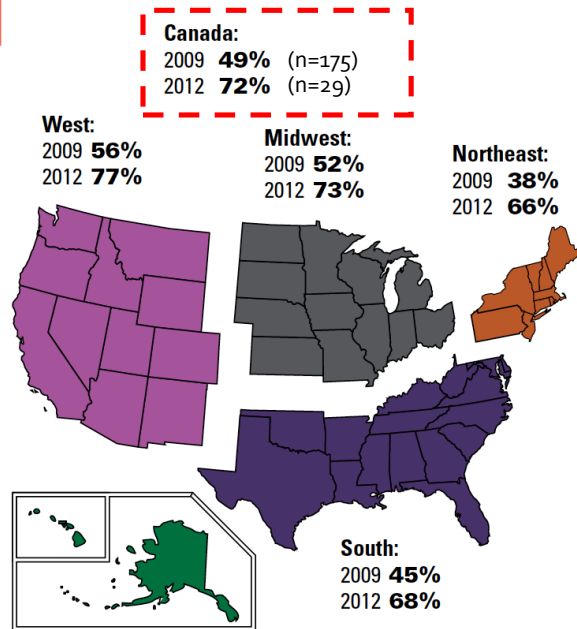 Canada:
2009 49% (n=175)
2012 72% (n=29)
West:
2009 56%
2012 77%
Midwest:
2009 52%
2012 73%
Northeast:
2009 38%
2012 66%
South:
2009 45%
2012 68%